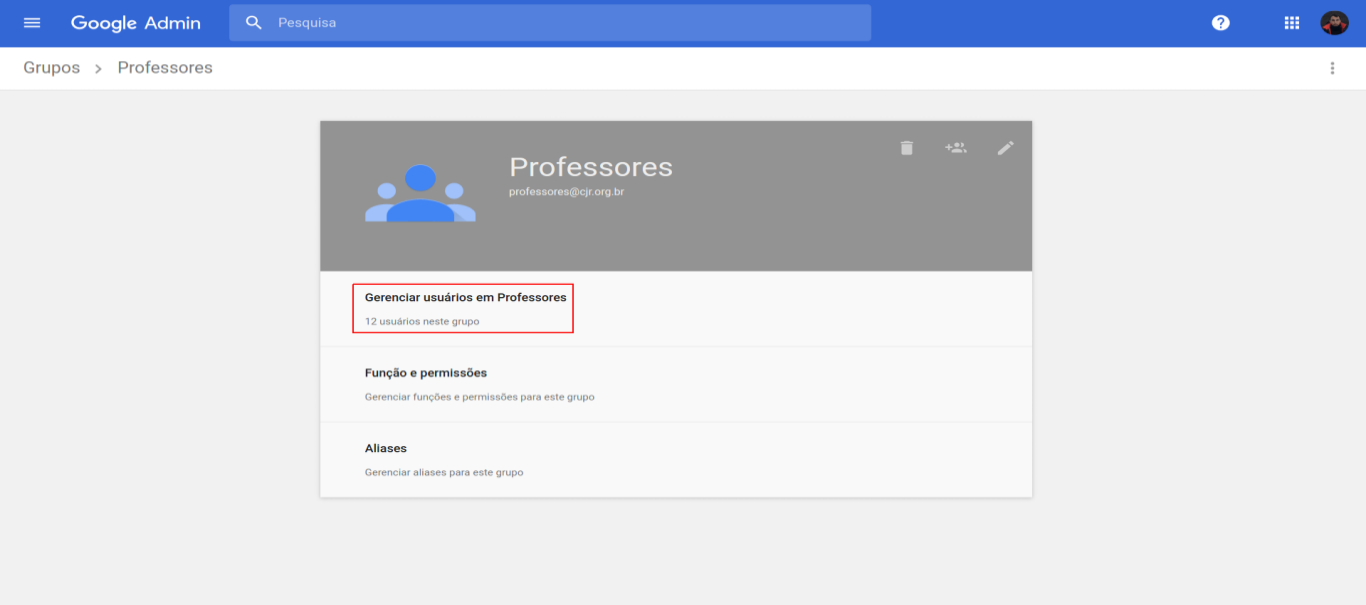 Google Admin
Pesquisa
Grupos > Professores
Professores
professores@cjr.org.br
Gerenciar usuários em Professores
12 usuários neste grupo
Função e permissões
Gerenciar funções e permissões para este grupo
Aliases
Gerenciar aliases para este grupo